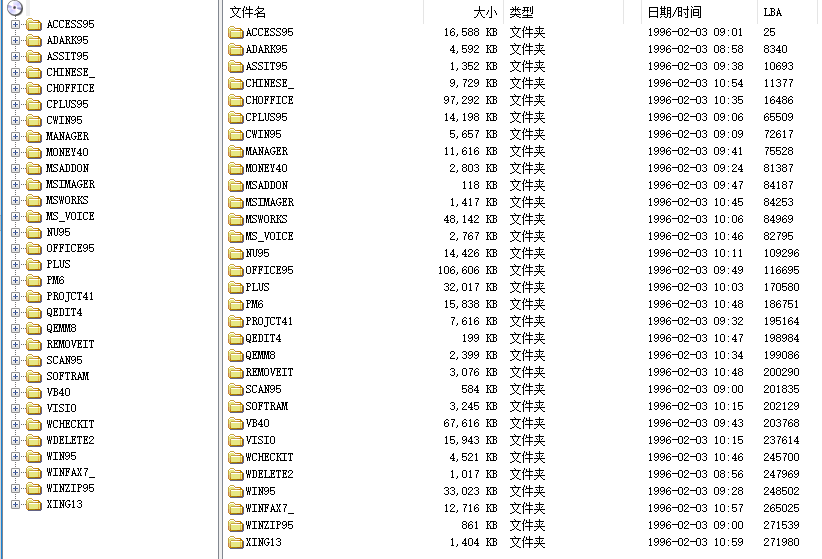 ACCESS95
ADARK95
ASSIT95
CHINESE_
CHOFFICE
CPLUS95
CWIN95
MANAGER
MONEY40
MSADDON
MSIMAGER
MSWORKS
MS_VOICE
NU95
OFFICE95
PLUS
PM6
PROJCT41
QEDIT4
QEMM8
REMOVEIT
SCAN95
SOFTRAM
VB40
VISIO
WCHECKIT
WDELETE2
WIN95
WINFAX7_
WINZIP95
XING13
文件名 大小 类型 日期/时间 LBA
ACCESS95 16,588 KB 文件夹 1996-02-03 09:01 25
ADARK95 4,592 KB 文件夹 1996-02-03 08:58 8340
ASSIT95 1,352 KB 文件夹 1996-02-03 09:38 10693
CHINESE_ 9,729 KB 文件夹 1996-02-03 10:54 11377
CHOFFICE 97,292 KB 文件夹 1996-02-03 10:35 16486
CPLUS95 14,198 KB 文件夹 1996-02-03 09:06 65509
CWIN95 5,657 KB 文件夹 1996-02-03 09:09 72617
MANAGER 11,616 KB 文件夹 1996-02-03 09:41 75528
MONEY40 2,803 KB 文件夹 1996-02-03 09:24 81387
MSADDON 118 KB 文件夹 1996-02-03 09:47 84187
MSIMAGER 1,417 KB 文件夹 1996-02-03 10:45 84253
MSWORKS 48,142 KB 文件夹 1996-02-03 10:06 84969
MS_VOICE 2,767 KB 文件夹 1996-02-03 10:46 82795
NU95 14,426 KB 文件夹 1996-02-03 10:11 109296
OFFICE95 106,606 KB 文件夹 1996-02-03 09:49 116695
PLUS 32,017 KB 文件夹 1996-02-03 10:03 170580
PM6 15,838 KB 文件夹 1996-02-03 10:48 186751
PROJCT41 7,616 KB 文件夹 1996-02-03 09:32 195164
QEDIT4 199 KB 文件夹 1996-02-03 10:47 198984
QEMM8 2,399 KB 文件夹 1996-02-03 10:34 199086
REMOVEIT 3,076 KB 文件夹 1996-02-03 10:48 200290
SCAN95 584 KB 文件夹 1996-02-03 09:00 201835
SOFTRAM 3,245 KB 文件夹 1996-02-03 10:15 202129
VB40 67,616 KB 文件夹 1996-02-03 09:43 203768
VISIO 15,943 KB 文件夹 1996-02-03 10:15 237614
WCHECKIT 4,521 KB 文件夹 1996-02-03 10:46 245700
WDELETE2 1,017 KB 文件夹 1996-02-03 08:56 247969
WIN95 33,023 KB 文件夹 1996-02-03 09:28 248502
WINFAX7_ 12,716 KB 文件夹 1996-02-03 10:57 265025
WINZIP95 861 KB 文件夹 1996-02-03 09:00 271539
XING13 1,404 KB 文件夹 1996-02-03 10:59 271980